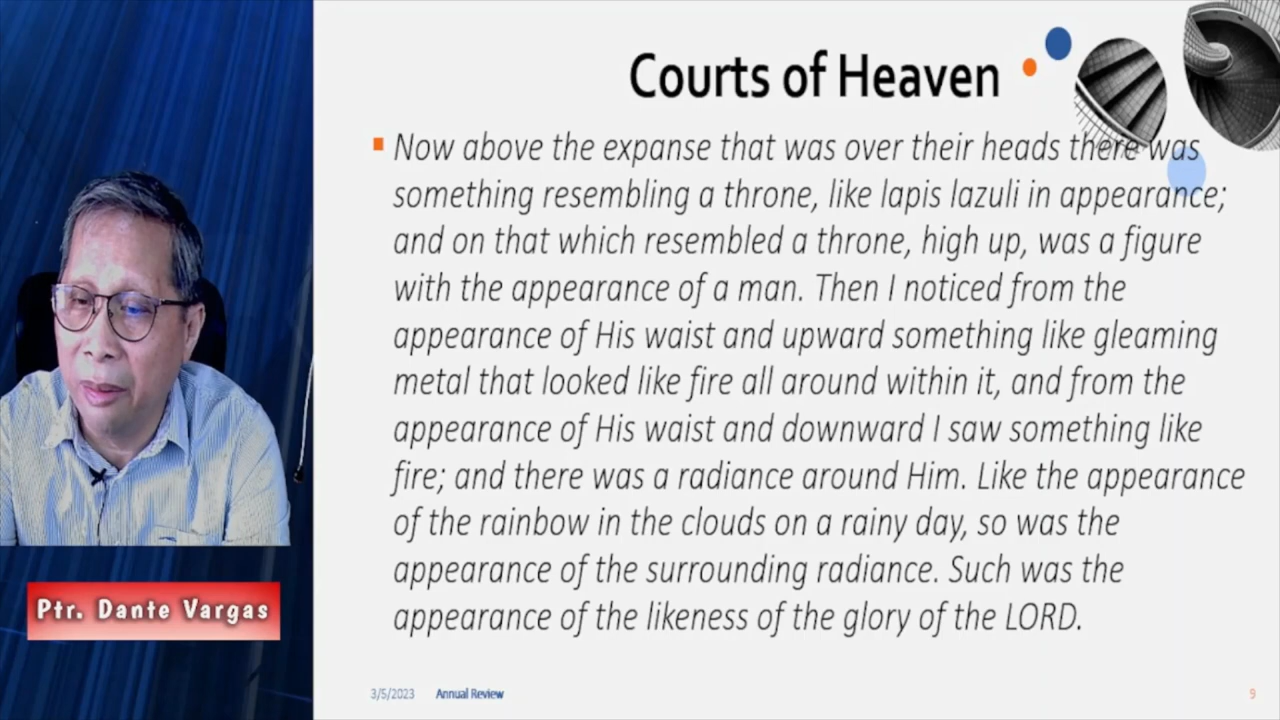 Courts of Heaven
Now above the expanse that was over their heads there was
something resembling a throne, like lapis lazuli in appearance;
and on that which resembled a throne, high up, was a figure
with the appearance of a man. Then I noticed from the
appearance of His waist and upward something like gleaming
metal that looked like fire all around within it, and from the
appearance of His waist and downward I saw something like
fire; and there was a radiance around Him. Like the appearance
of the rainbow in the clouds on a rainy day, so was the
appearance of the surrounding radiance. Such was the
appearance of the likeness of the glory of the LORD.
Ptr. Dante Vargas
3/5/2023 Annual Review 9